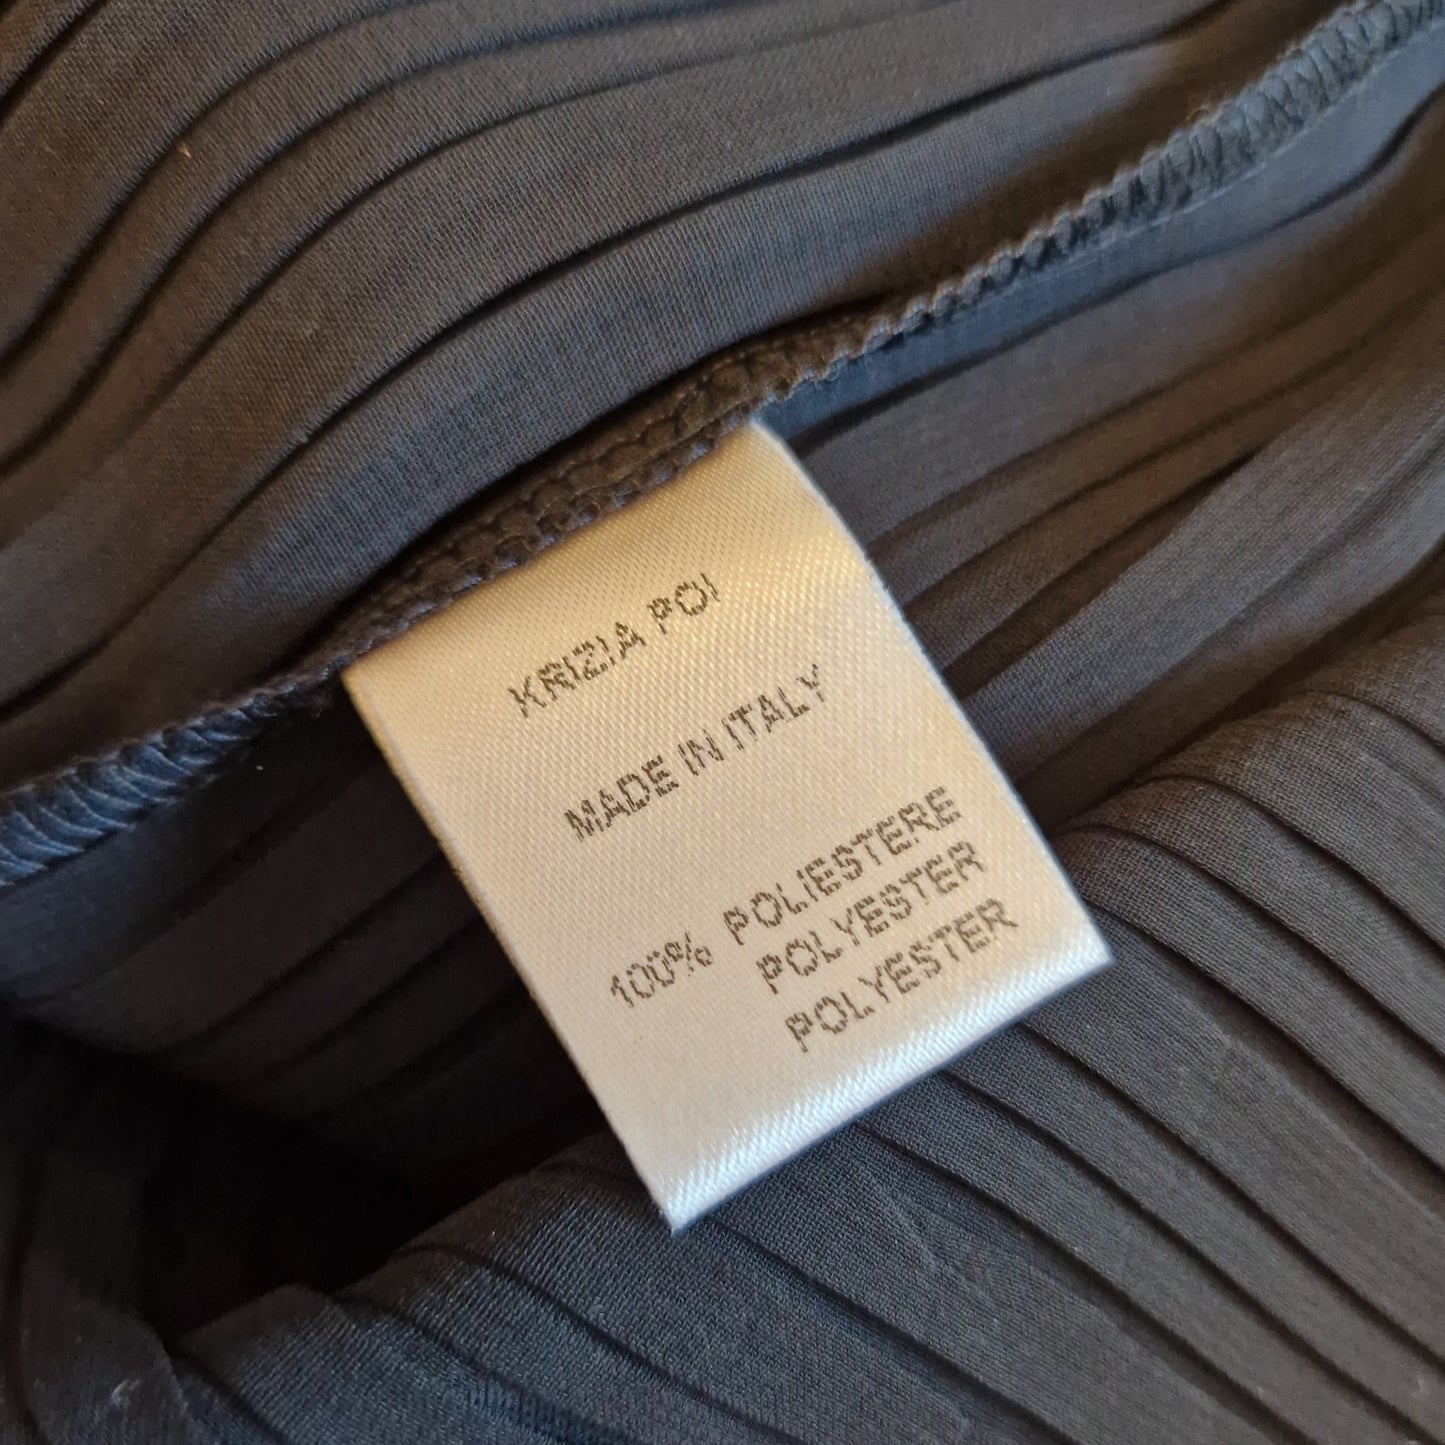 KRIZIA POI
MADE IN ITALY
100% POLIESTERE
POLYESTER
POLYESTER